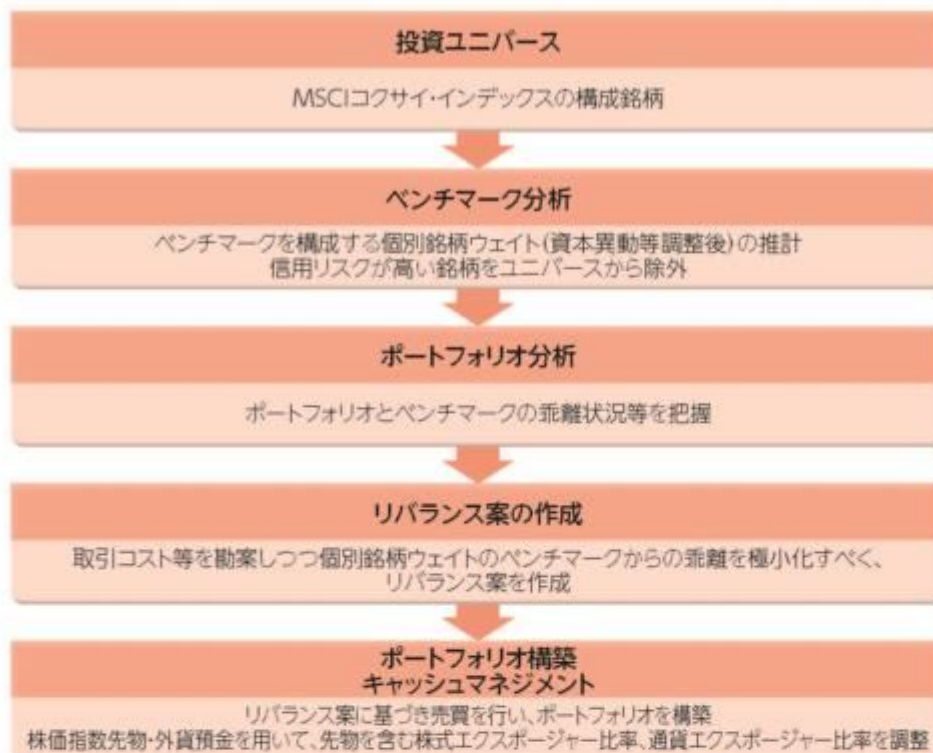 投資ユニバース
MSCIコクサイ・インデックスの構成銘柄
ベンチマーク分析
ベンチマークを構成する個別銘柄ウェイト(資本異動等調整後)の推計
信用リスクが高い銘柄をユニバースから除外
ポートフォリオ分析
ポートフォリオとベンチマークの乖離状況等を把握
リバランス案の作成
取引コスト等を勘案しつつ個別銘柄ウェイトのベンチマークからの乖離を極小化すべく、
リバランス案を作成
ポートフォリオ構築
キャッシュマネジメント
リバランス案に基づき売買を行い、ポートフォリオを構築
株価指数先物・外貨預金を用いて、先物を含む株式エクスポージャー比率、通貨エクスポージャー比率を調整